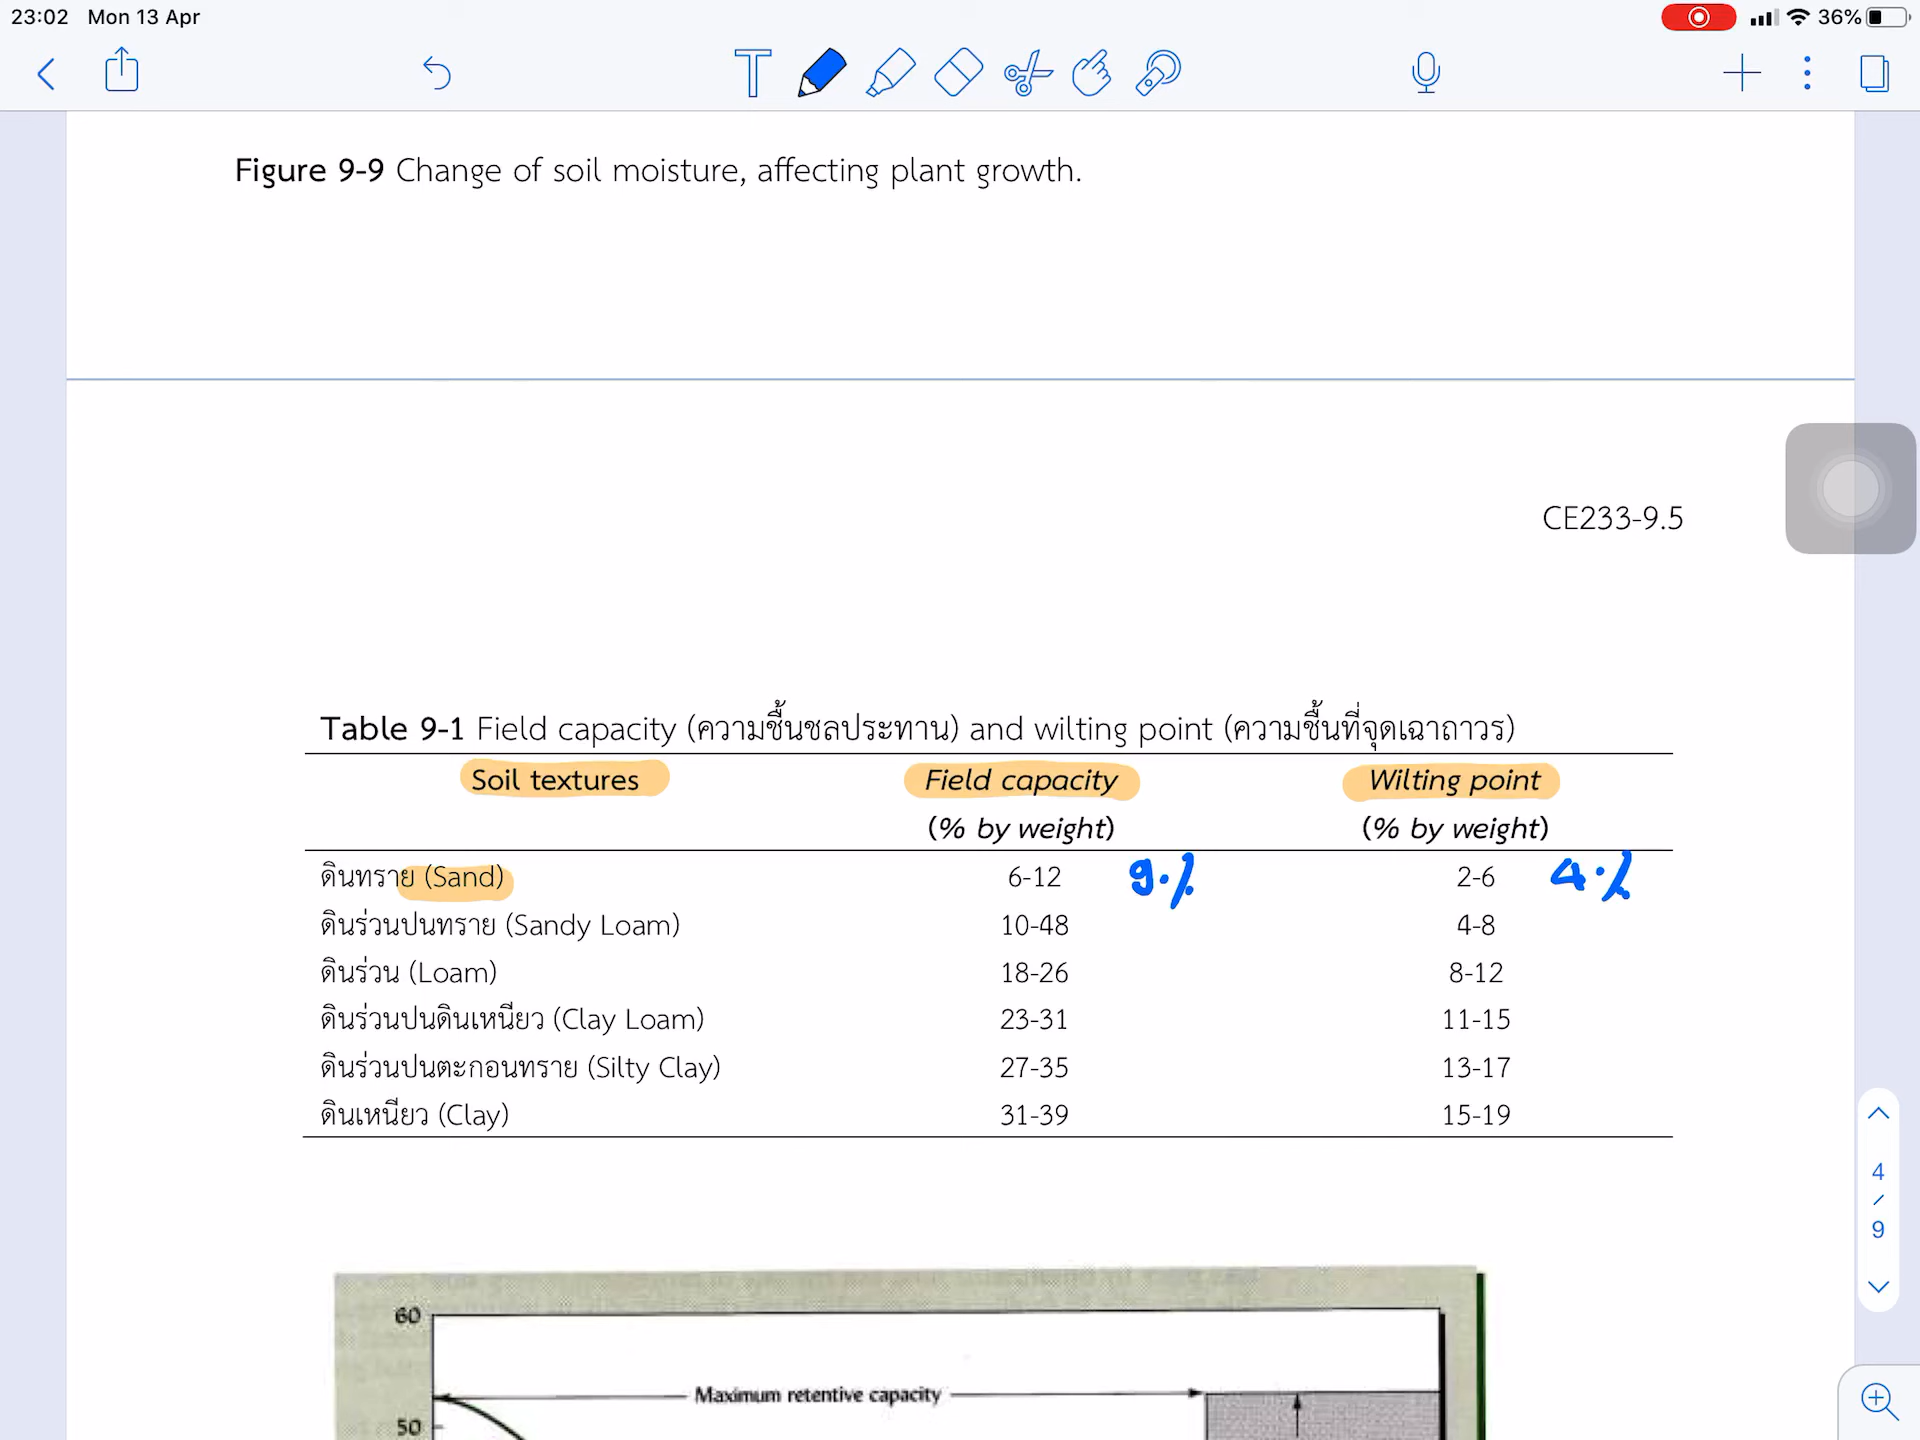 23:02 Mon 13 Apr
36%
Figure 9-9 Change of soil moisture, affecting plant growth.
CE233-9.5
Table 9-1 Field capacity (ความชื้นชลประทาน) and wilting point (ความชื้นที่จุดเฉาถาวร)
Soil textures Field capacity Wilting point
(% by weight) (% by weight)
ดินทราย (Sand) 6-12 9% 2-6 4%
ดินร่วนปนทราย (Sandy Loam) 10-48 4-8
ดินร่วน (Loam) 18-26 8-12
ดินร่วนปนดินเหนียว (Clay Loam) 23-31 11-15
ดินร่วนปนตะกอนทราย (Silty Clay) 27-35 13-17
ดินเหนียว (Clay) 31-39 15-19
4
/
9
60
Maximum retentive capacity
50